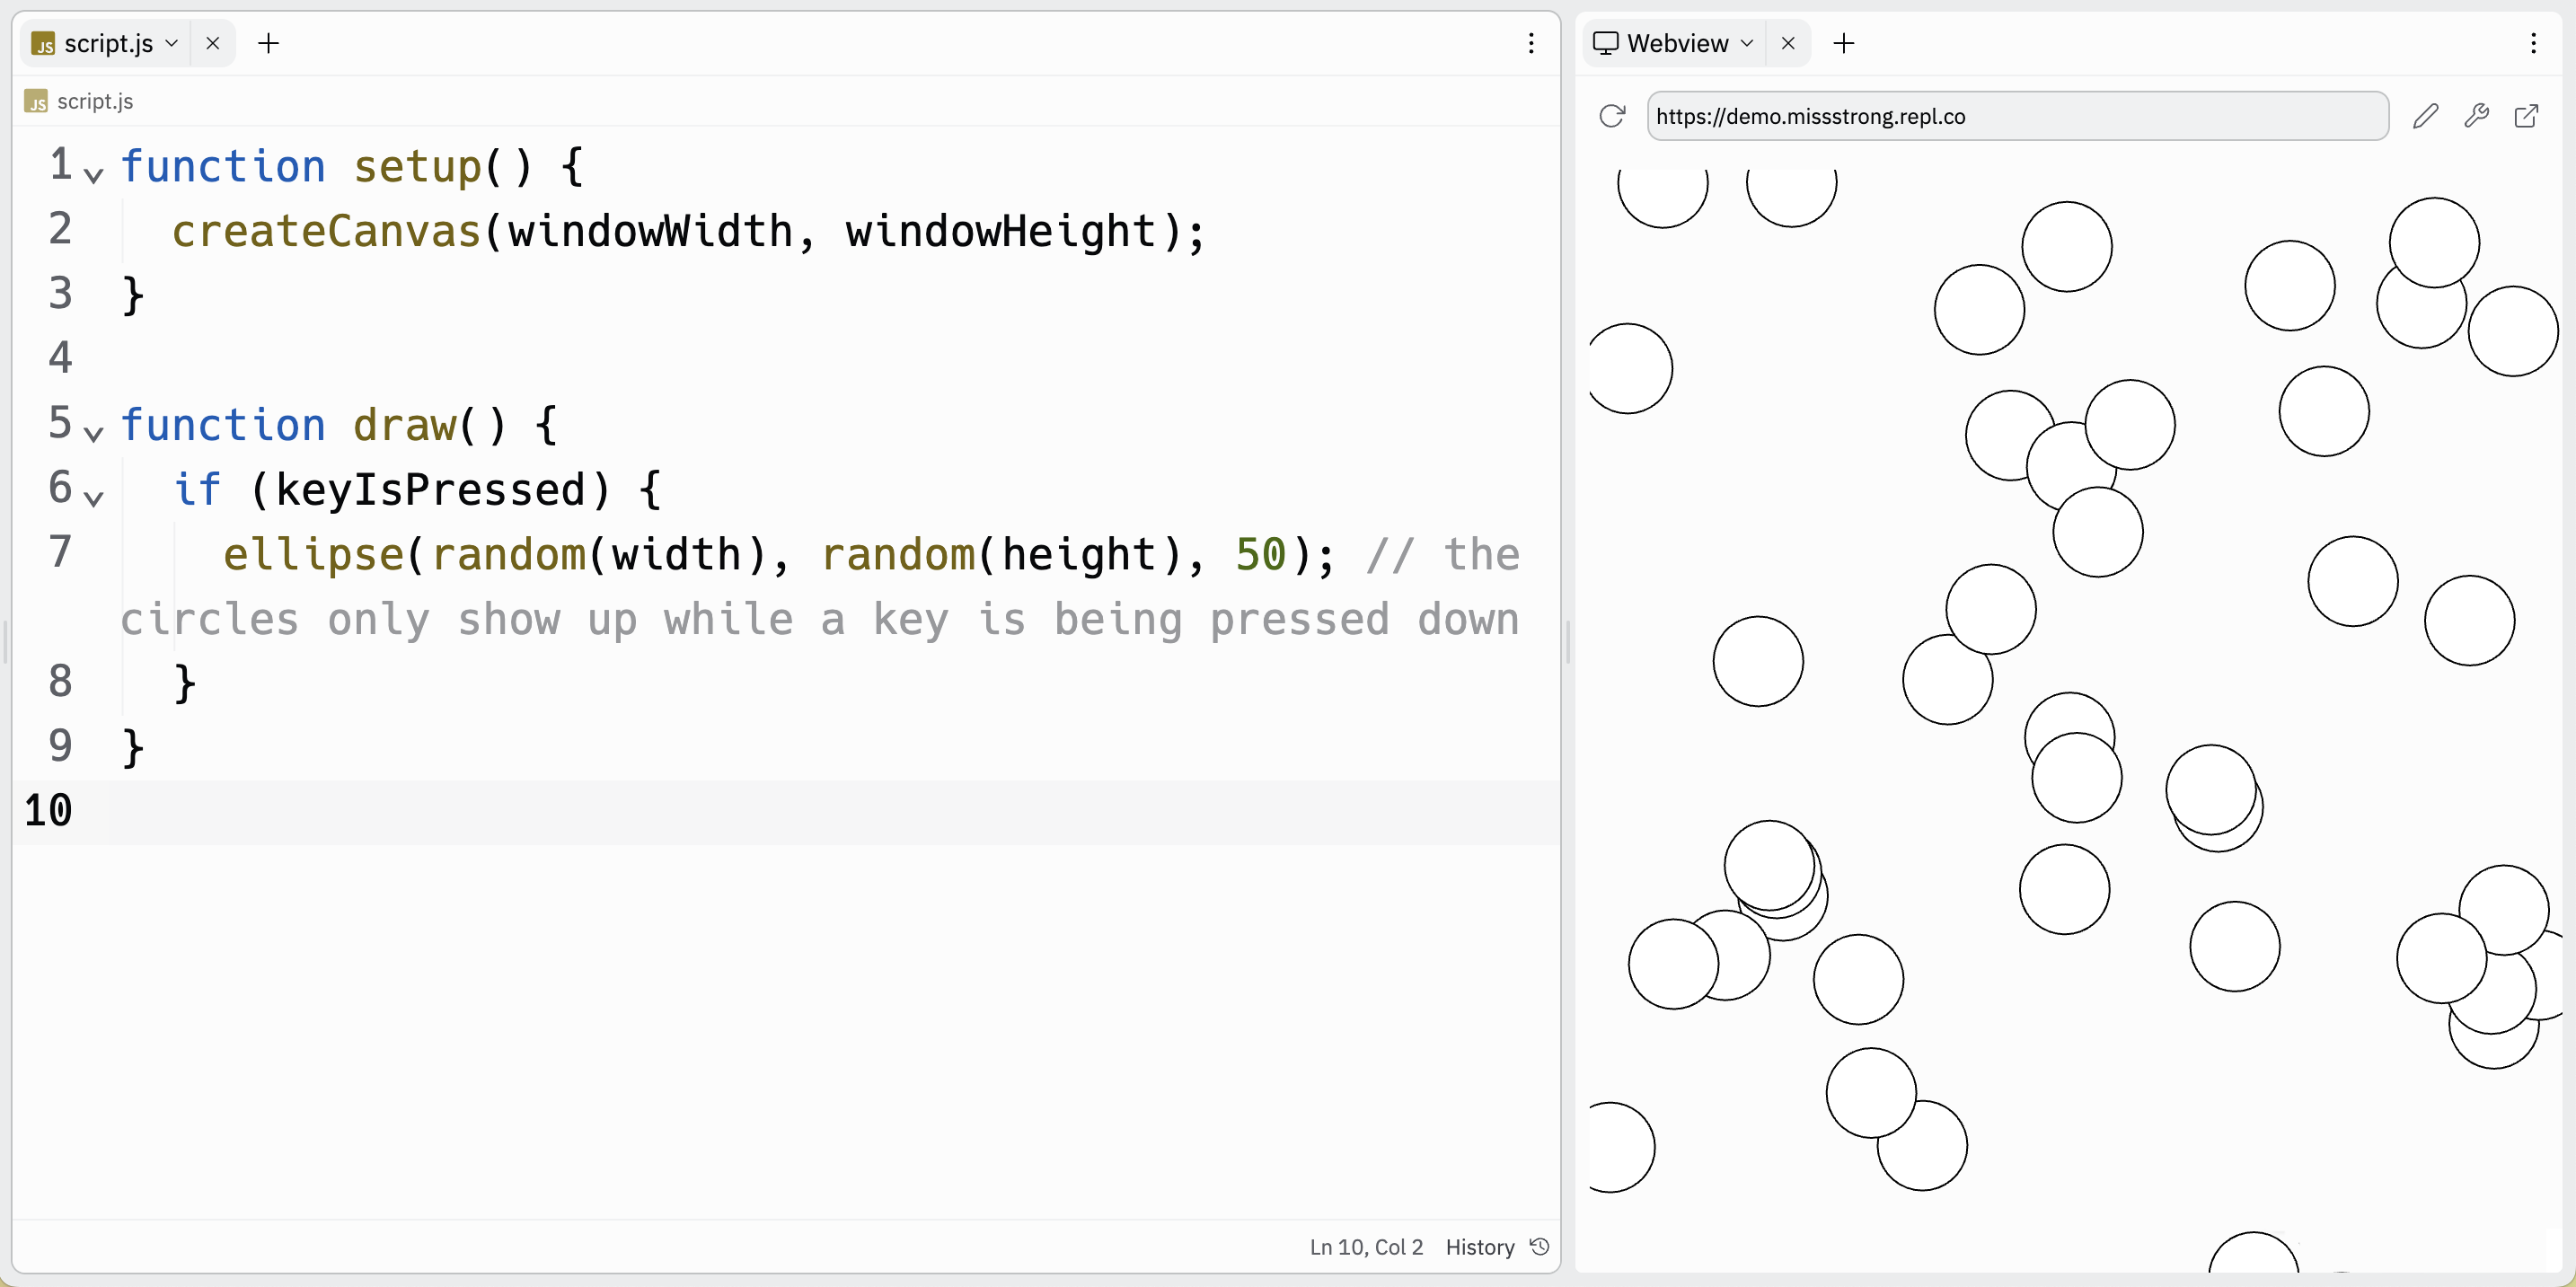 JS script.js
JS script.js
1 function setup() {
2   createCanvas(windowWidth, windowHeight);
3 }
4
5 function draw() {
6   if (keyIsPressed) {
7     ellipse(random(width), random(height), 50); // the
circles only show up while a key is being pressed down
8   }
9 }
10
Ln 10, Col 2 History
Webview
https://demo.missstrong.repl.co